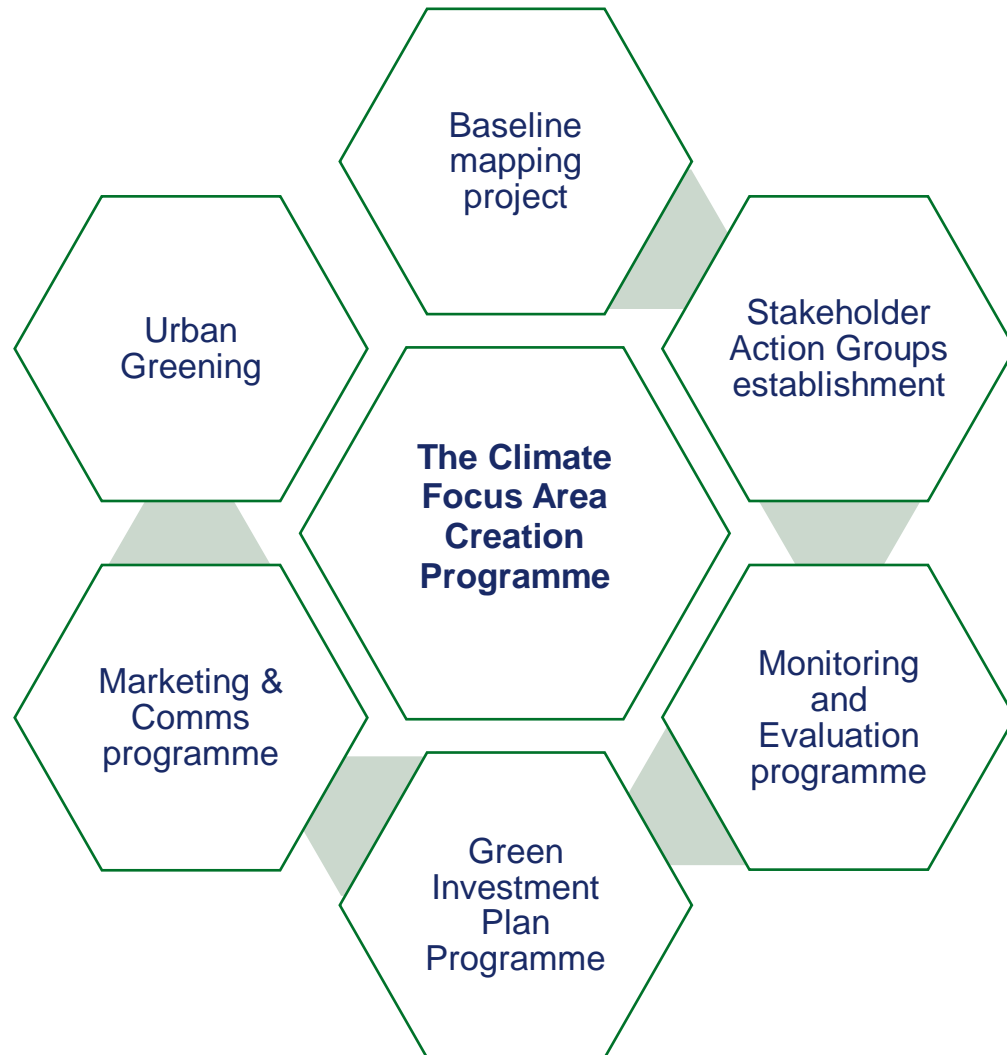 Baseline
mapping
project
Stakeholder
Action Groups
establishment
Monitoring
and
Evaluation
programme
Green
Investment
Plan
Programme
Marketing &
Comms
programme
Urban
Greening
The Climate
Focus Area
Creation
Programme